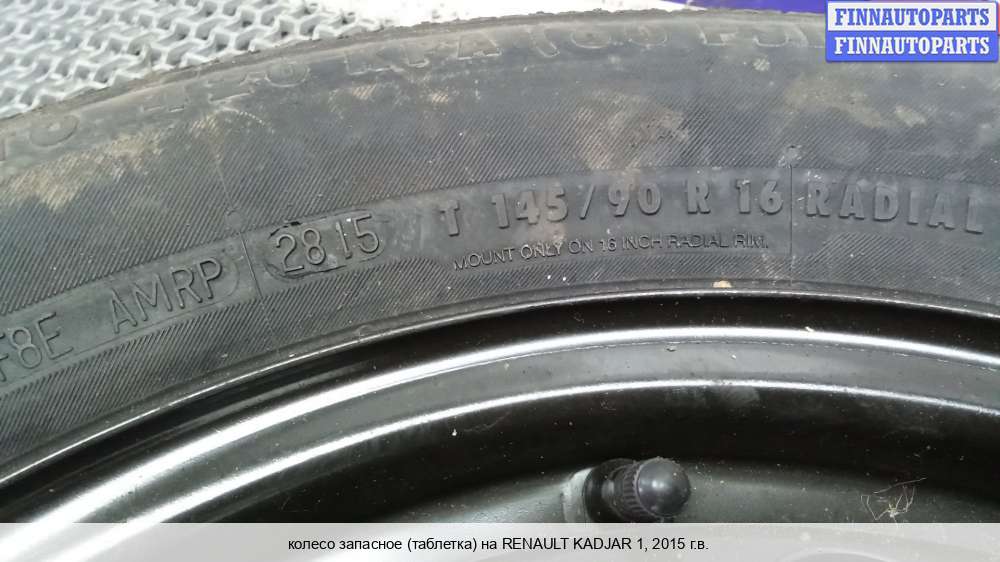 FINNAUTOPARTS
FINNAUTOPARTS
T 145/90 R 16 RADIAL
MOUNT ONLY ON 16 INCH RADIAL RIM.
F8E AMRP 2815
колесо запасное (таблетка) на RENAULT KADJAR 1, 2015 г.в.